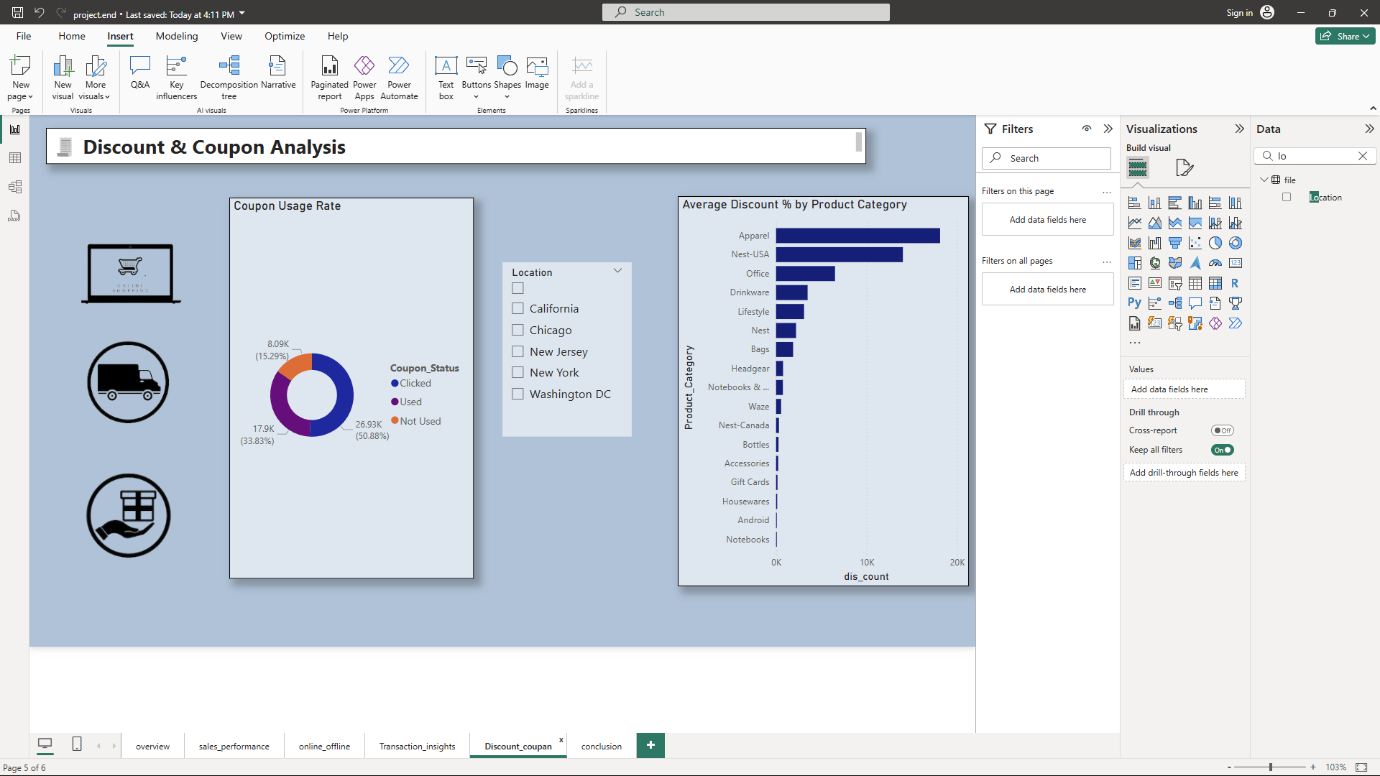 project.end • Last saved: Today at 4:11 PM
Search
Sign in
File Home Insert Modeling View Optimize Help
Share
New page
New visual
More visuals
Q&A
Key influencers
Decomposition tree
Narrative
Paginated report
Power Apps
Power Automate
Text box
Buttons
Shapes
Image
Add a sparkline
Pages Visuals AI visuals Power Platform Elements Sparklines
Discount & Coupon Analysis
ONLINE
SHOPPING
Coupon Usage Rate
8.09K
(15.29%)
17.9K
(33.83%)
26.93K
(50.88%)
Coupon_Status
Clicked
Used
Not Used
Location
California
Chicago
New Jersey
New York
Washington DC
Average Discount % by Product Category
Product_Category
Apparel
Nest-USA
Office
Drinkware
Lifestyle
Nest
Bags
Headgear
Notebooks & ...
Waze
Nest-Canada
Bottles
Accessories
Gift Cards
Housewares
Android
Notebooks
0K 10K 20K
dis_count
Filters
Search
Filters on this page ...
Add data fields here
Filters on all pages ...
Add data fields here
Visualizations
Build visual
123
R
Py
...
Values
Add data fields here
Drill through
Cross-report Off
Keep all filters On
Add drill-through fields here
Data
lo
file
Location
overview sales_performance online_offline Transaction_insights Discount_coupan x conclusion +
Page 5 of 6
- + 103%